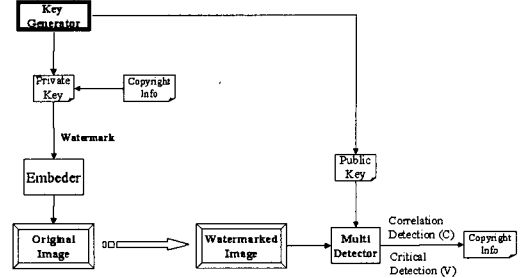 Key
Generator
Private
Key
Copyright
Info
Watermark
Public
Key
Embeder
Original
Image
Watermarked
Image
Multi
Detector
Correlation
Detection (C)
Critical
Detection (V)
Copyright
Info